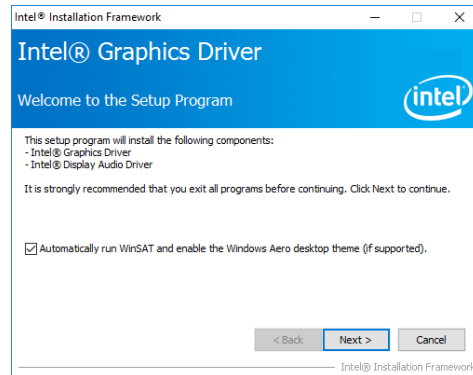 Intel® Installation Framework
Intel® Graphics Driver
Welcome to the Setup Program
intel
This setup program will install the following components:
- Intel® Graphics Driver
- Intel® Display Audio Driver
It is strongly recommended that you exit all programs before continuing. Click Next to continue.
Automatically run WinSAT and enable the Windows Aero desktop theme (if supported).
< Back
Next >
Cancel
Intel® Installation Framework